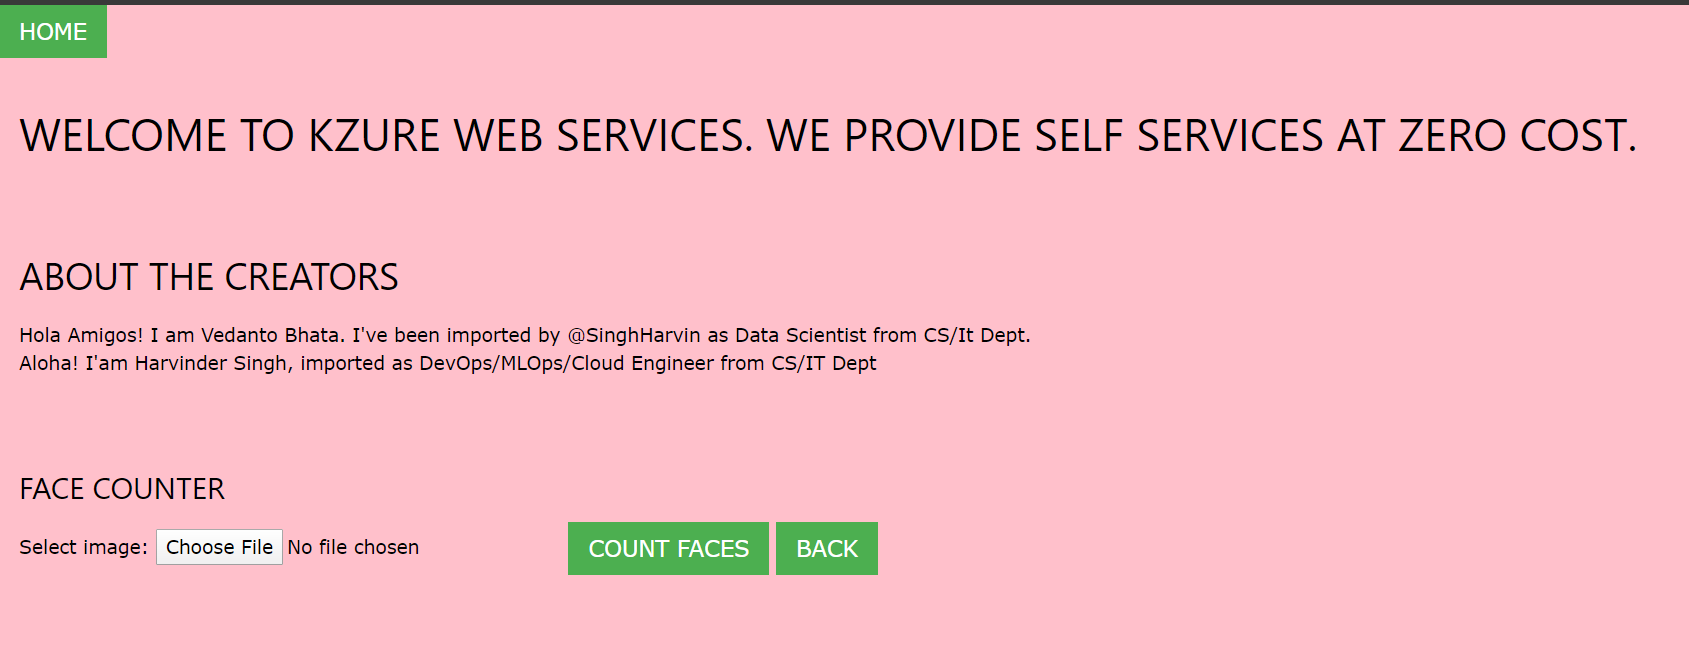 HOME
WELCOME TO KZURE WEB SERVICES. WE PROVIDE SELF SERVICES AT ZERO COST.
ABOUT THE CREATORS
Hola Amigos! I am Vedanto Bhata. I've been imported by @SinghHarvin as Data Scientist from CS/It Dept.
Aloha! I'am Harvinder Singh, imported as DevOps/MLOps/Cloud Engineer from CS/IT Dept
FACE COUNTER
Select image: Choose File No file chosen COUNT FACES BACK